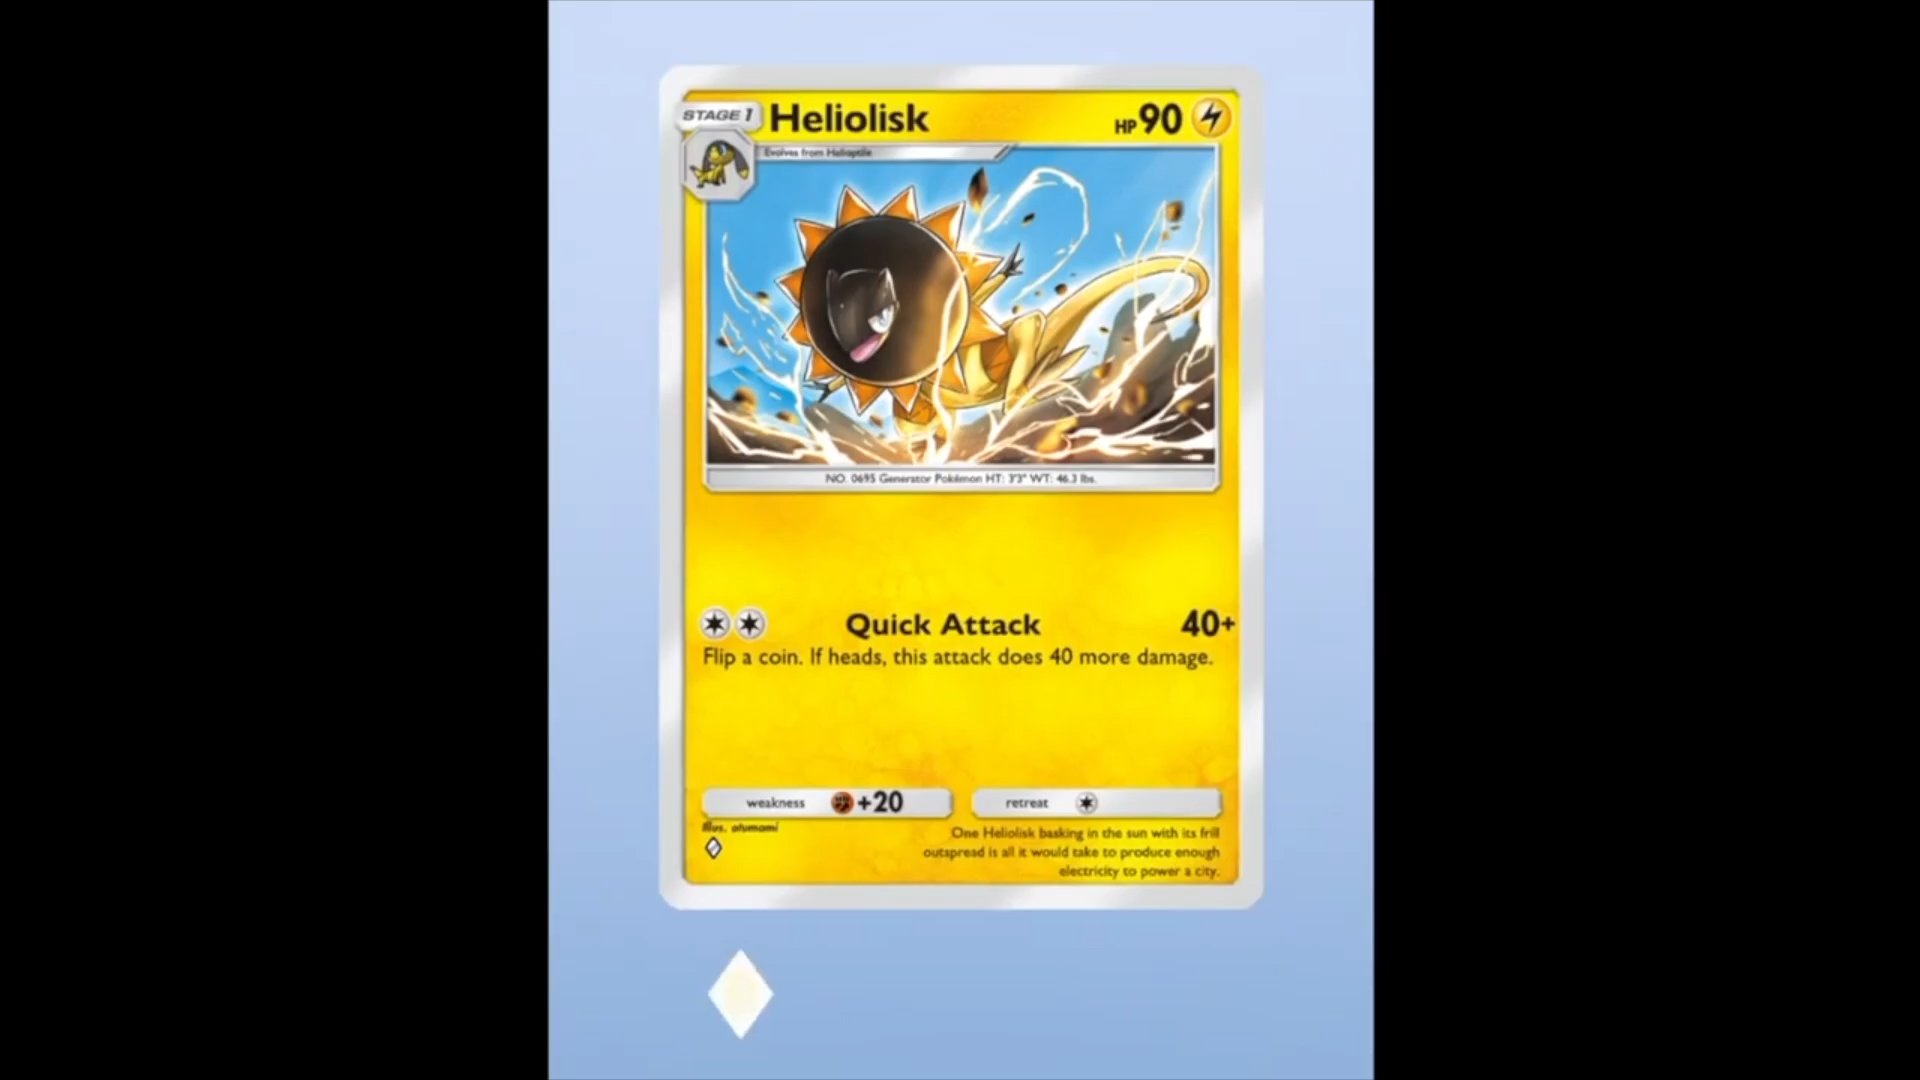 STAGE 1 Heliolisk HP 90
Evolves from Helioptile
NO. 0695 Generator Pokémon HT: 3'3" WT: 46.3 lbs.
Quick Attack 40+
Flip a coin. If heads, this attack does 40 more damage.
weakness +20 retreat
Illus. otumami
One Heliolisk basking in the sun with its frill
outspread is all it would take to produce enough
electricity to power a city.